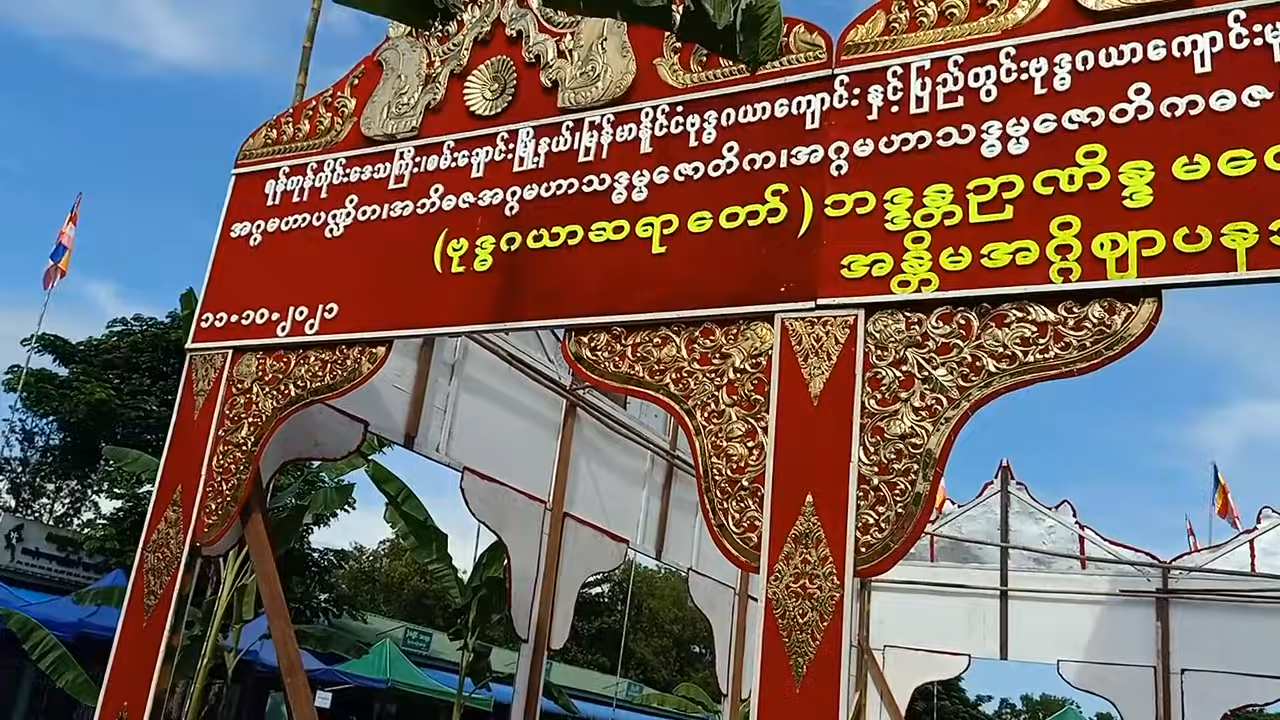 ရန်ကုန်တိုင်းဒေသကြီး၊စမ်းချောင်းမြို့နယ်၊မြန်မာနိုင်ငံဗုဒ္ဓဂယာကျောင်း နှင့်ပြည်တွင်းဗုဒ္ဓဂယာကျောင်း
အဂ္ဂမဟာပဏ္ဍိတ၊အဘိဓဇအဂ္ဂမဟာသဒ္ဓမ္မဇောတိက၊အဂ္ဂမဟာသဒ္ဓမ္မဇောတိကဓဇ
(ဗုဒ္ဓဂယာဆရာတော်) ဘဒ္ဒန္တဉာဏိန္ဒ
အန္တိမအဂ္ဂိဈာပန
၁၁-၁၀-၂၀၂၁